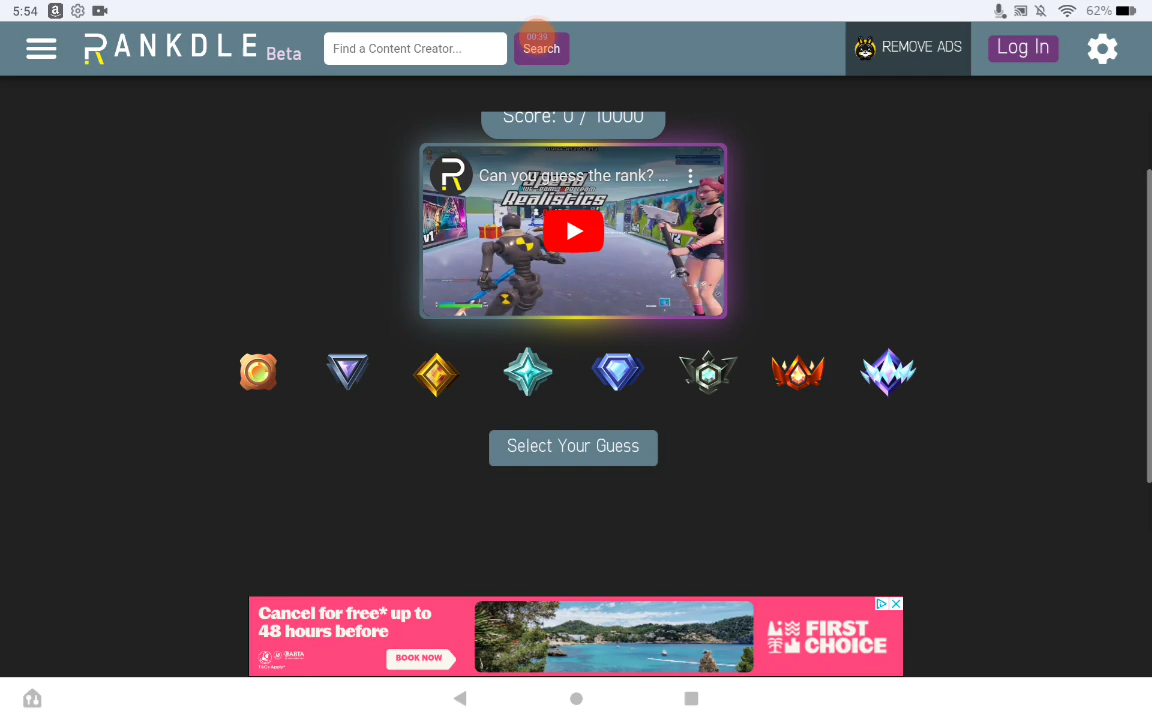 5:54
62%
00:39
RANKDLE Beta
Find a Content Creator...
Search
REMOVE ADS
Log In
Score: 0 / 10000
Can you guess the rank? ...
Speed
Realistics
Select Your Guess
Cancel for free* up to
48 hours before
BOOK NOW
ABTA
FIRST
CHOICE